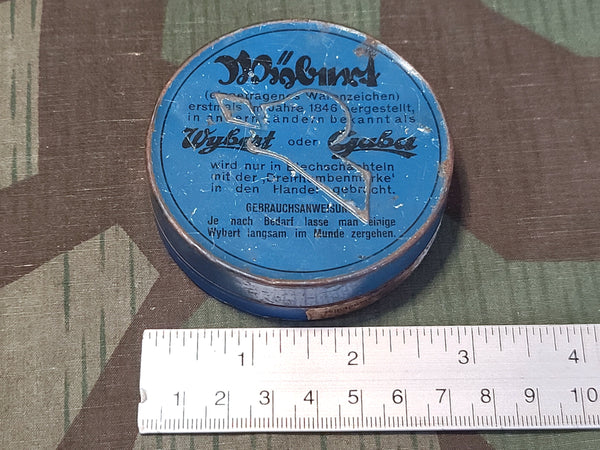 Wybert
(eingetragenes Warenzeichen)
erstmals im Jahre 1846 hergestellt,
in andern Ländern bekannt als
Wybert oder Gaba
wird nur in Blechschachteln
mit der "Dreirhombenmarke"
in den Handel gebracht.
GEBRAUCHSANWEISUNG
Je nach Bedarf lasse man einige
Wybert langsam im Munde zergehen.
1 2 3 4
1 2 3 4 5 6 7 8 9 10